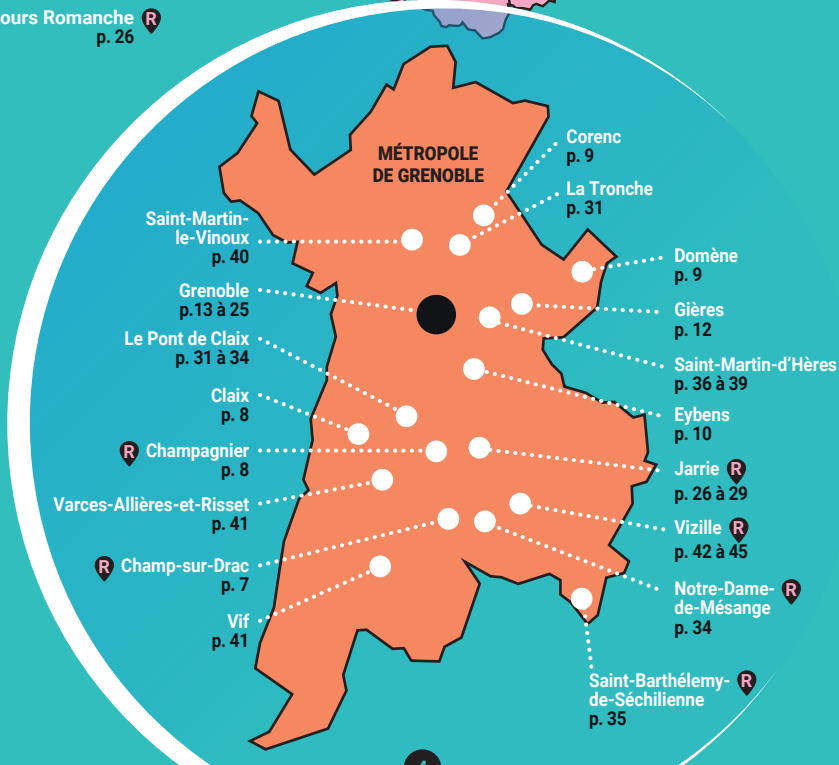 ours Romanche R
p. 26
MÉTROPOLE
DE GRENOBLE
Corenc
p. 9
La Tronche
p. 31
Saint-Martin-
le-Vinoux
p. 40
Domène
p. 9
Grenoble
p.13 à 25
Gières
p. 12
Le Pont de Claix
p. 31 à 34
Saint-Martin-d'Hères
p. 36 à 39
Claix
p. 8
Eybens
p. 10
R Champagnier
p. 8
Jarrie R
p. 26 à 29
Varces-Allières-et-Risset
p. 41
Vizille R
p. 42 à 45
R Champ-sur-Drac
p. 7
Notre-Dame- R
de-Mésange
p. 34
Vif
p. 41
Saint-Barthélemy- R
de-Séchilienne
p. 35